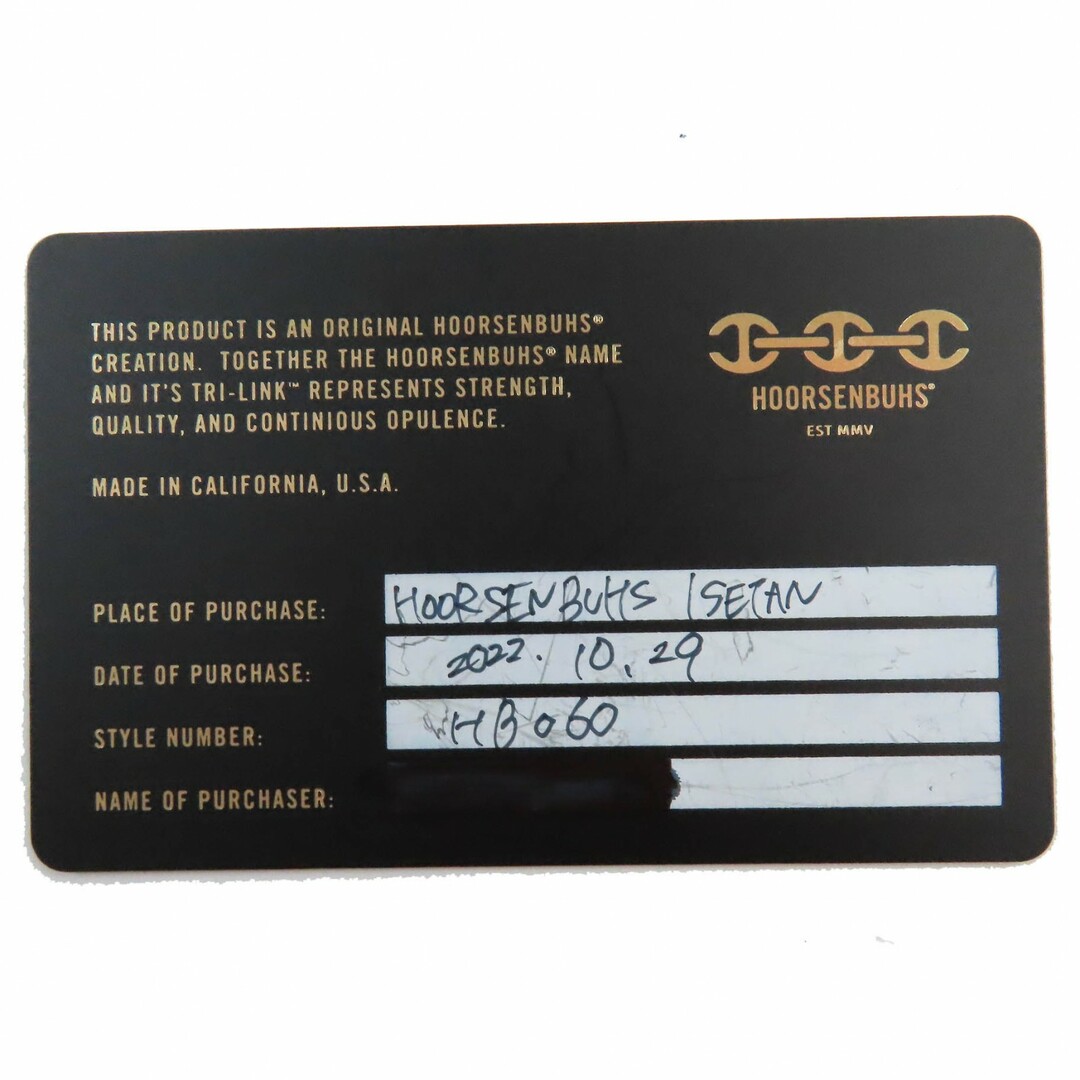 THIS PRODUCT IS AN ORIGINAL HOORSENBUHS®
CREATION. TOGETHER THE HOORSENBUHS® NAME
AND IT'S TRI-LINK™ REPRESENTS STRENGTH,
QUALITY, AND CONTINIOUS OPULENCE.
MADE IN CALIFORNIA, U.S.A.
HOORSENBUHS®
EST MMV
PLACE OF PURCHASE: HOORSENBUHS ISETAN
DATE OF PURCHASE: 2022. 10. 29
STYLE NUMBER: HB060
NAME OF PURCHASER: